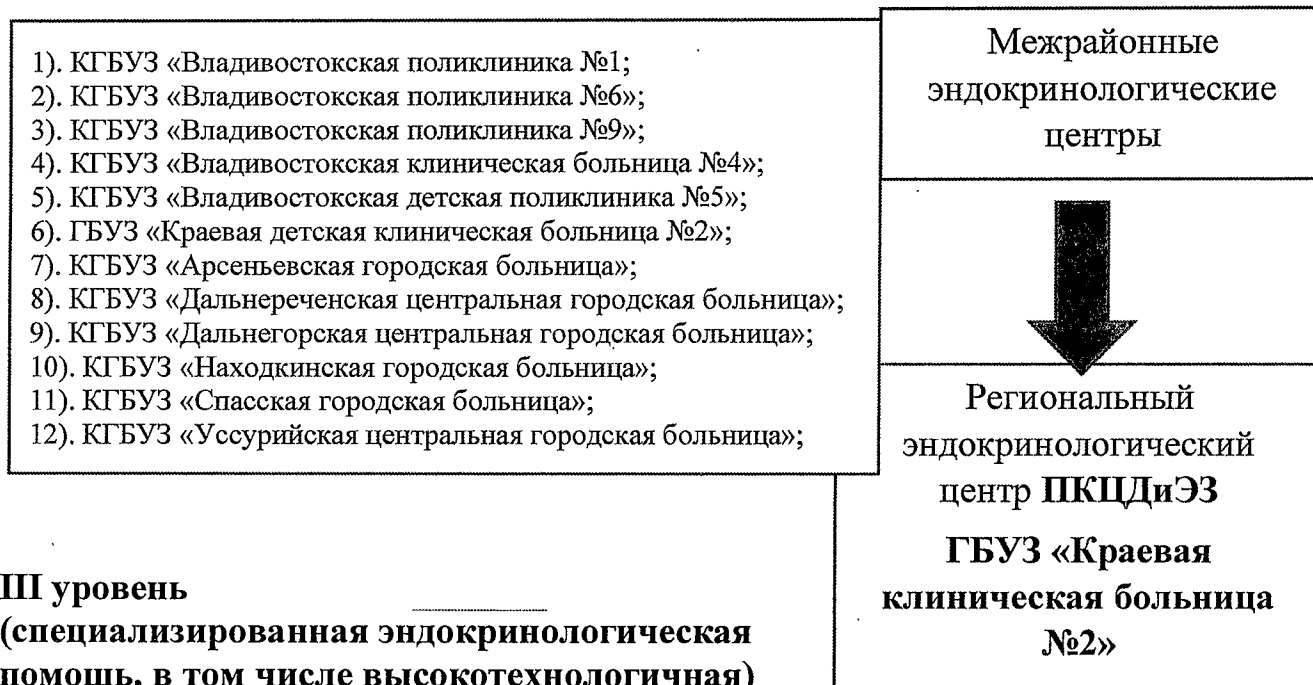 1). КГБУЗ «Владивостокская поликлиника №1;
2). КГБУЗ «Владивостокская поликлиника №6»;
3). КГБУЗ «Владивостокская поликлиника №9»;
4). КГБУЗ «Владивостокская клиническая больница №4»;
5). КГБУЗ «Владивостокская детская поликлиника №5»;
6). ГБУЗ «Краевая детская клиническая больница №2»;
7). КГБУЗ «Арсеньевская городская больница»;
8). КГБУЗ «Дальнереченская центральная городская больница»;
9). КГБУЗ «Дальнегорская центральная городская больница»;
10). КГБУЗ «Находкинская городская больница»;
11). КГБУЗ «Спасская городская больница»;
12). КГБУЗ «Уссурийская центральная городская больница»;
Межрайонные
эндокринологические
центры
Региональный
эндокринологический
центр ПКЦДиЭЗ
ГБУЗ «Краевая
клиническая больница
№2»
III уровень
(специализированная эндокринологическая
помощь, в том числе высокотехнологичная)